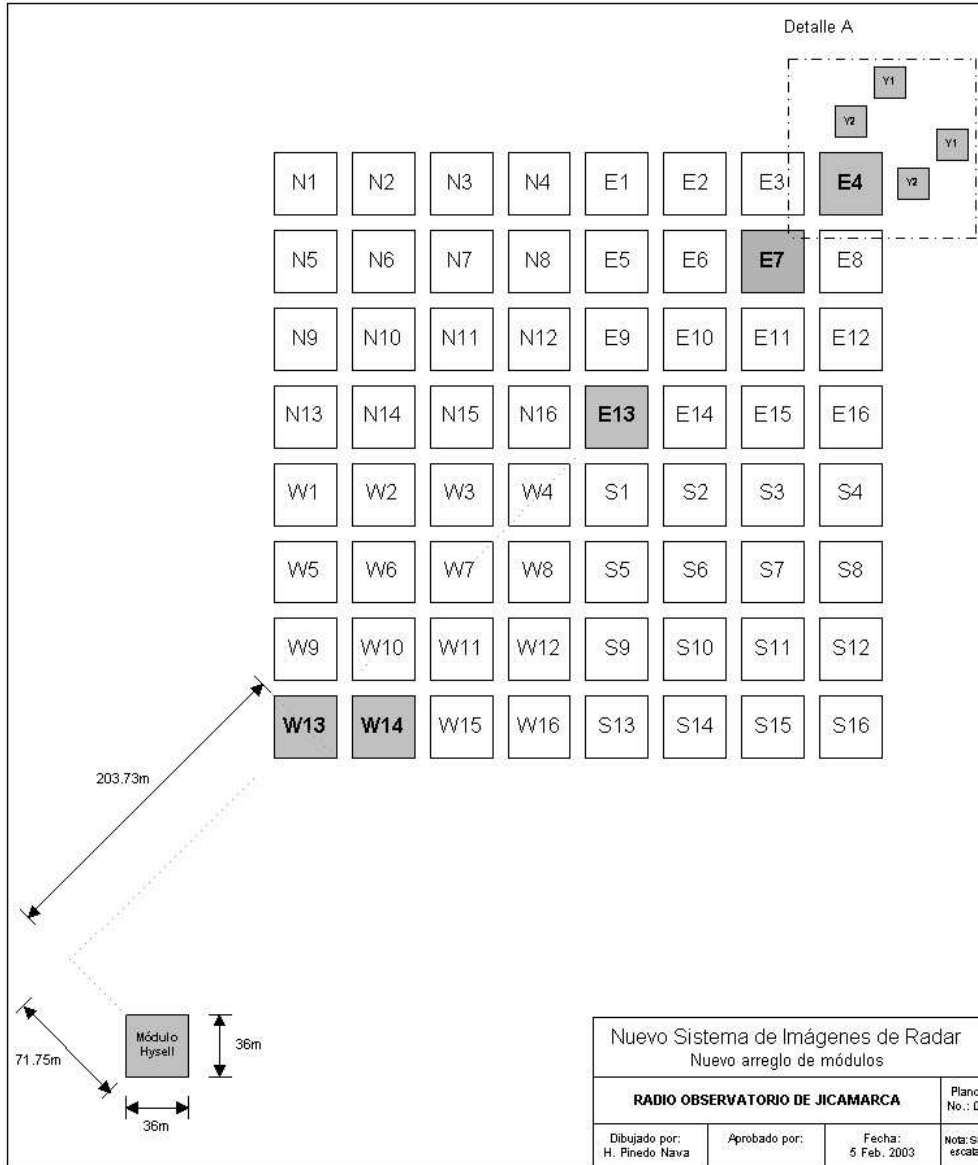 Detalle A
Y1
Y2
Y1
Y2
N1 N2 N3 N4 E1 E2 E3 E4
N5 N6 N7 N8 E5 E6 E7 E8
N9 N10 N11 N12 E9 E10 E11 E12
N13 N14 N15 N16 E13 E14 E15 E16
W1 W2 W3 W4 S1 S2 S3 S4
W5 W6 W7 W8 S5 S6 S7 S8
W9 W10 W11 W12 S9 S10 S11 S12
W13 W14 W15 W16 S13 S14 S15 S16
203.73m
Módulo
Hysell
36m
71.75m
36m
Nuevo Sistema de Imágenes de Radar
Nuevo arreglo de módulos
RADIO OBSERVATORIO DE JICAMARCA
Plano
No.:
Dibujado por:
H. Pinedo Nava
Aprobado por:
Fecha:
5 Feb. 2003
Nota: